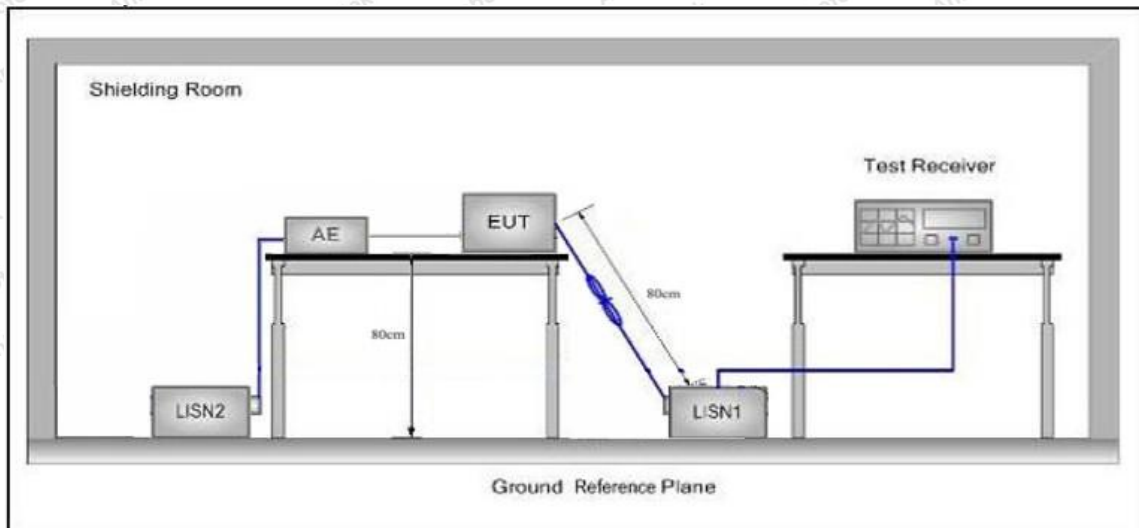 Shielding Room
Test Receiver
EUT
AE
80cm
80cm
LISN2
LISN1
Ground Reference Plane